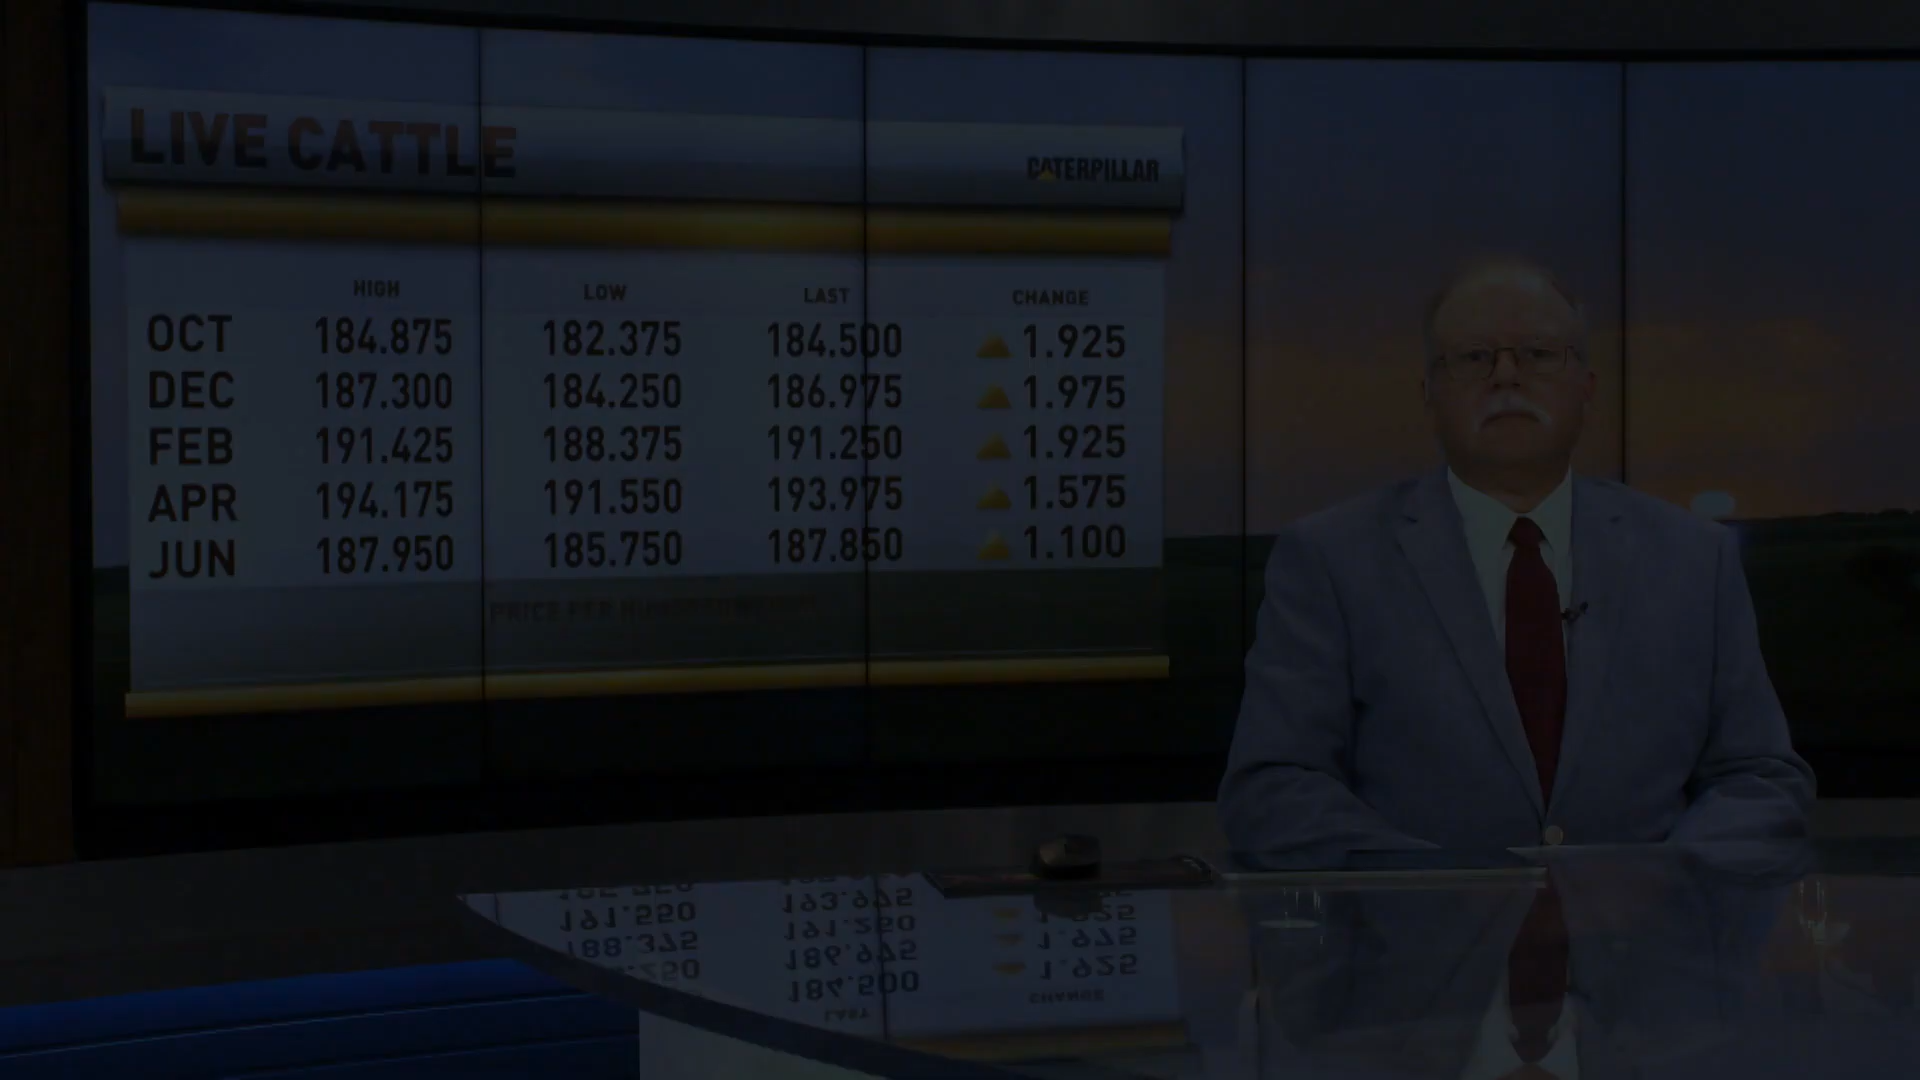 LIVE CATTLE
CATERPILLAR
HIGH LOW LAST CHANGE
OCT 184.875 182.375 184.500 1.925
DEC 187.300 184.250 186.975 1.975
FEB 191.425 188.375 191.250 1.925
APR 194.175 191.550 193.975 1.575
JUN 187.950 185.750 187.850 1.100
PRICE PER